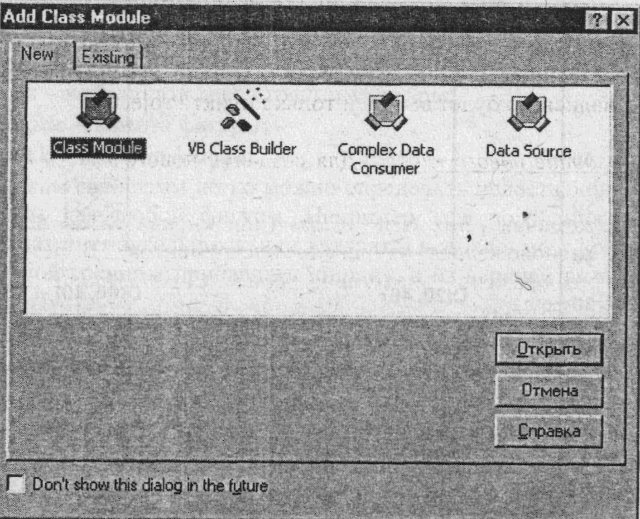 Add Class Module
New
Existing
Class Module
VB Class Builder
Complex Data
Consumer
Data Source
Открыть
Отмена
Справка
Don't show this dialog in the future